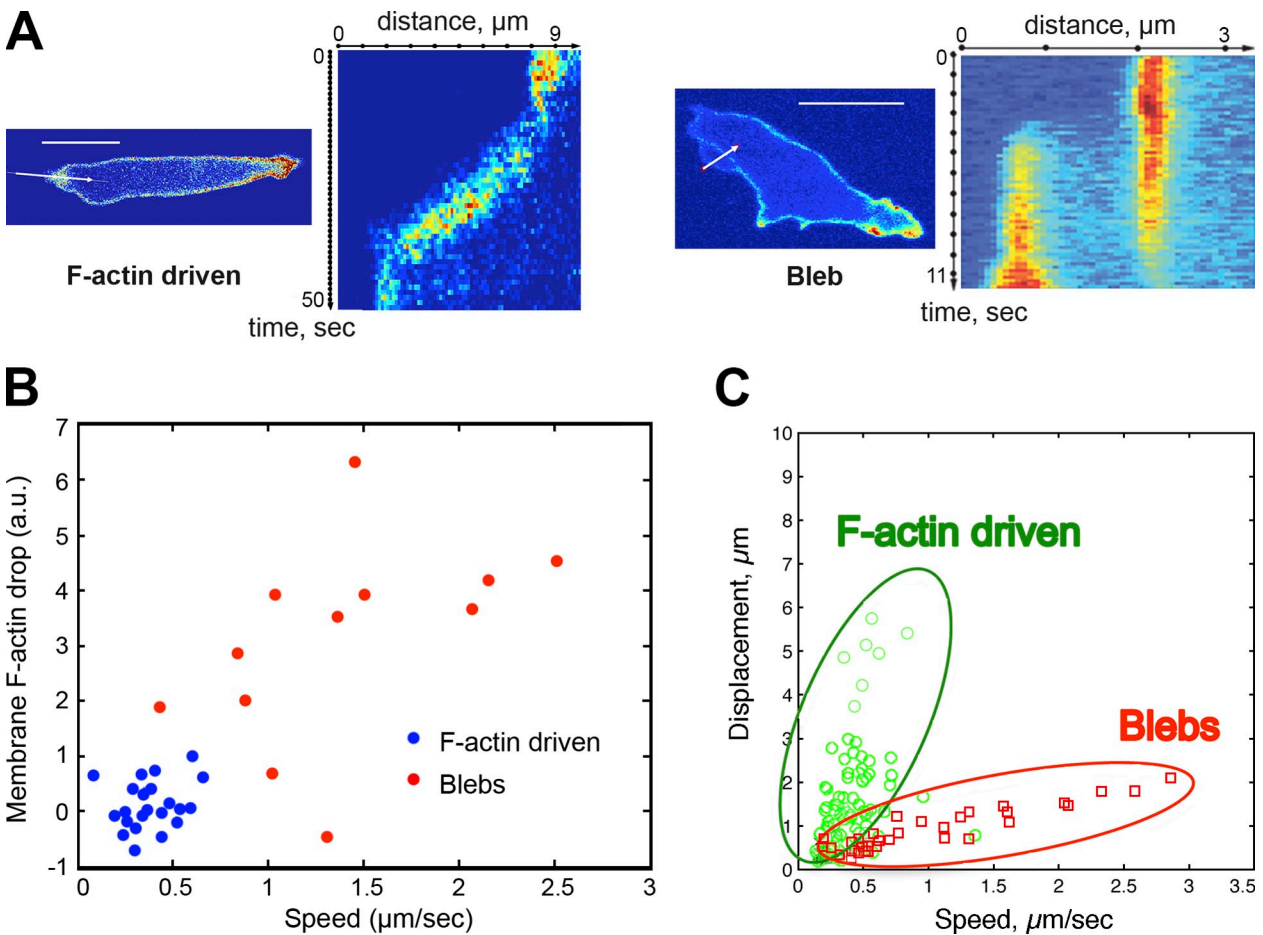 A
distance, µm
0
9
0
50
time, sec
F-actin driven
distance, µm
0
3
0
11
time, sec
Bleb
B
Membrane F-actin drop (a.u.)
7
6
5
4
3
2
1
0
-1
0
0.5
1
1.5
2
2.5
3
Speed (µm/sec)
F-actin driven
Blebs
C
Displacement, µm
10
9
8
7
6
5
4
3
2
1
0
0
0.5
1
1.5
2
2.5
3
3.5
Speed, µm/sec
F-actin driven
Blebs